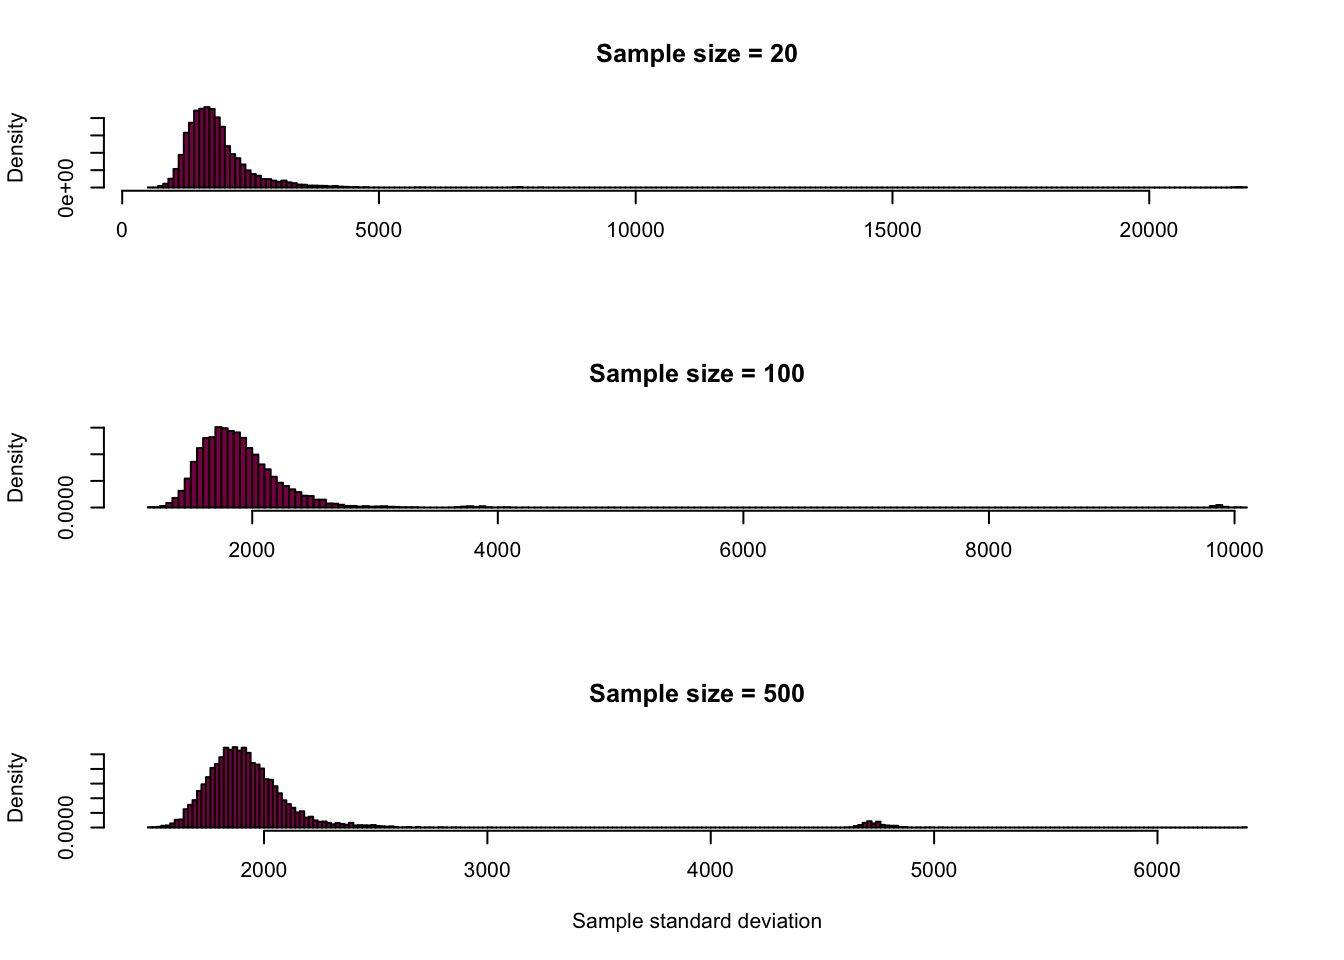 Sample size = 20
Density
0e+00
0 5000 10000 15000 20000
Sample size = 100
Density
0.0000
2000 4000 6000 8000 10000
Sample size = 500
Density
0.0000
2000 3000 4000 5000 6000
Sample standard deviation